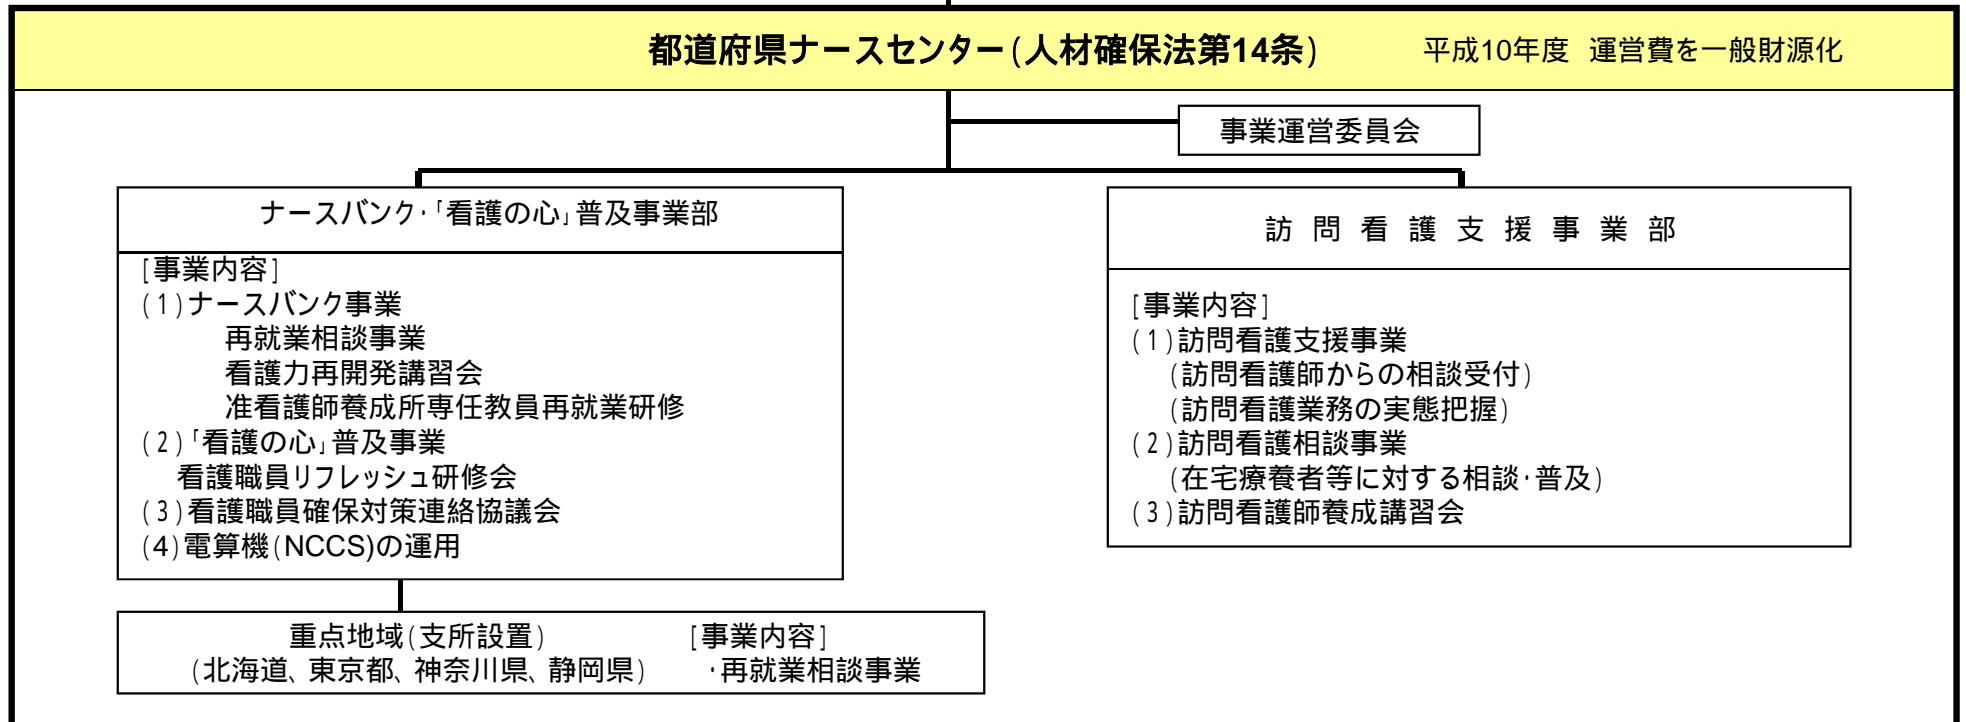 都道府県ナースセンター(人材確保法第14条) 平成10年度 運営費を一般財源化
事業運営委員会
ナースバンク・「看護の心」普及事業部
[事業内容]
(1)ナースバンク事業
再就業相談事業
看護力再開発講習会
准看護師養成所専任教員再就業研修
(2)「看護の心」普及事業
看護職員リフレッシュ研修会
(3)看護職員確保対策連絡協議会
(4)電算機(NCCS)の運用
重点地域(支所設置) [事業内容]
(北海道、東京都、神奈川県、静岡県) ・再就業相談事業
訪問看護支援事業部
[事業内容]
(1)訪問看護支援事業
(訪問看護師からの相談受付)
(訪問看護業務の実態把握)
(2)訪問看護相談事業
(在宅療養者等に対する相談・普及)
(3)訪問看護師養成講習会